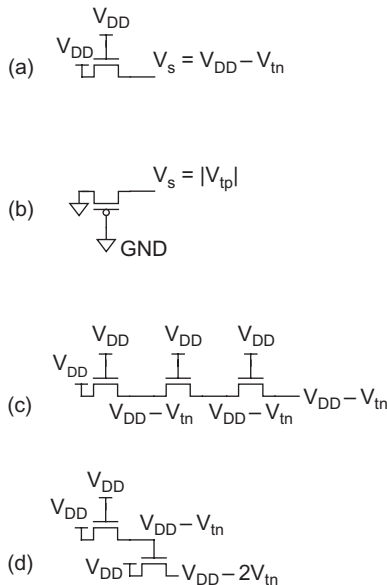 V_DD
V_DD
(a) V_s = V_DD – V_tn
(b) V_s = |V_tp|
GND
V_DD V_DD V_DD
V_DD
(c) V_DD – V_tn V_DD – V_tn V_DD – V_tn
V_DD
V_DD V_DD – V_tn
(d) V_DD V_DD – 2V_tn